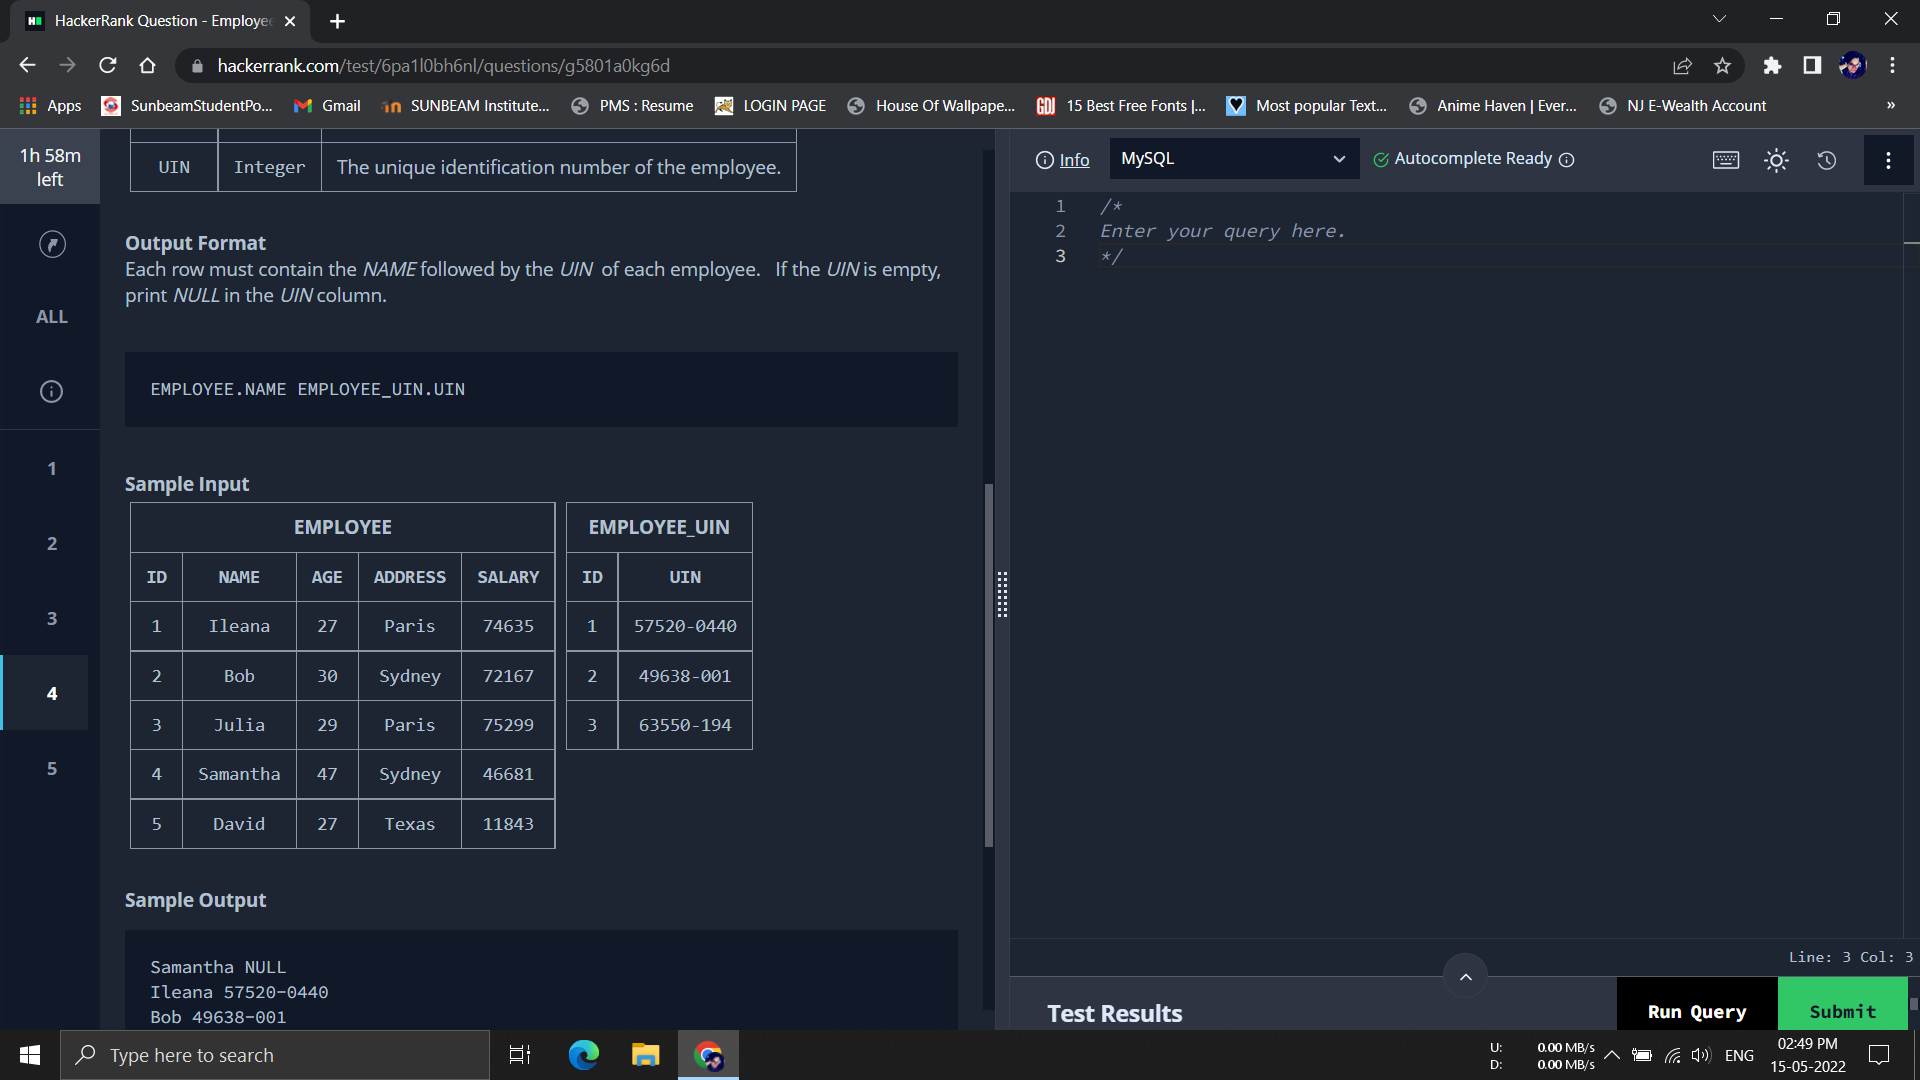 HackerRank Question - Employee
hackerrank.com/test/6pa1l0bh6nl/questions/g5801a0kg6d
Apps SunbeamStudentPo... Gmail SUNBEAM Institute... PMS : Resume LOGIN PAGE House Of Wallpape... GD! 15 Best Free Fonts |... Most popular Text... Anime Haven | Ever... NJ E-Wealth Account »
1h 58m
left
ALL
1
2
3
4
5
UIN Integer The unique identification number of the employee.
Output Format
Each row must contain the NAME followed by the UIN of each employee. If the UIN is empty,
print NULL in the UIN column.
EMPLOYEE.NAME EMPLOYEE_UIN.UIN
Sample Input
EMPLOYEE
ID NAME AGE ADDRESS SALARY
1 Ileana 27 Paris 74635
2 Bob 30 Sydney 72167
3 Julia 29 Paris 75299
4 Samantha 47 Sydney 46681
5 David 27 Texas 11843
EMPLOYEE_UIN
ID UIN
1 57520-0440
2 49638-001
3 63550-194
Sample Output
Samantha NULL
Ileana 57520-0440
Bob 49638-001
Info MySQL Autocomplete Ready
1 /*
2 Enter your query here.
3 */
Line: 3 Col: 3
Test Results Run Query Submit
Type here to search
U: 0.00 MB/s
D: 0.00 MB/s
ENG
02:49 PM
15-05-2022